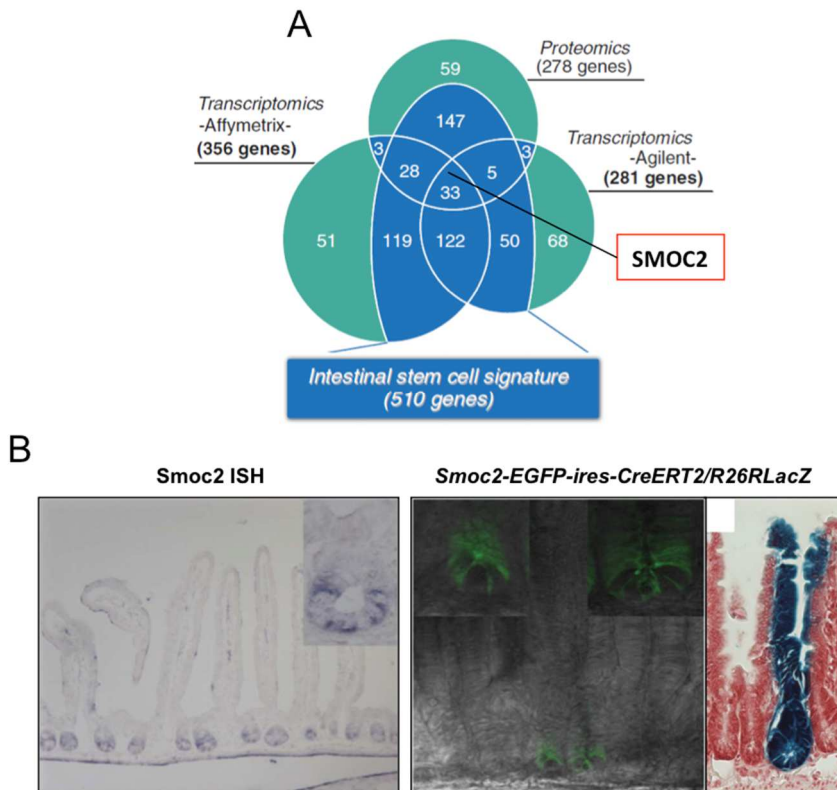 A
Proteomics
(278 genes)
Transcriptomics
-Affymetrix-
(356 genes)
Transcriptomics
-Agilent-
(281 genes)
59
147
3
3
28
5
33
51
119
122
50
68
SMOC2
Intestinal stem cell signature
(510 genes)
B
Smoc2 ISH
Smoc2-EGFP-ires-CreERT2/R26RLacZ